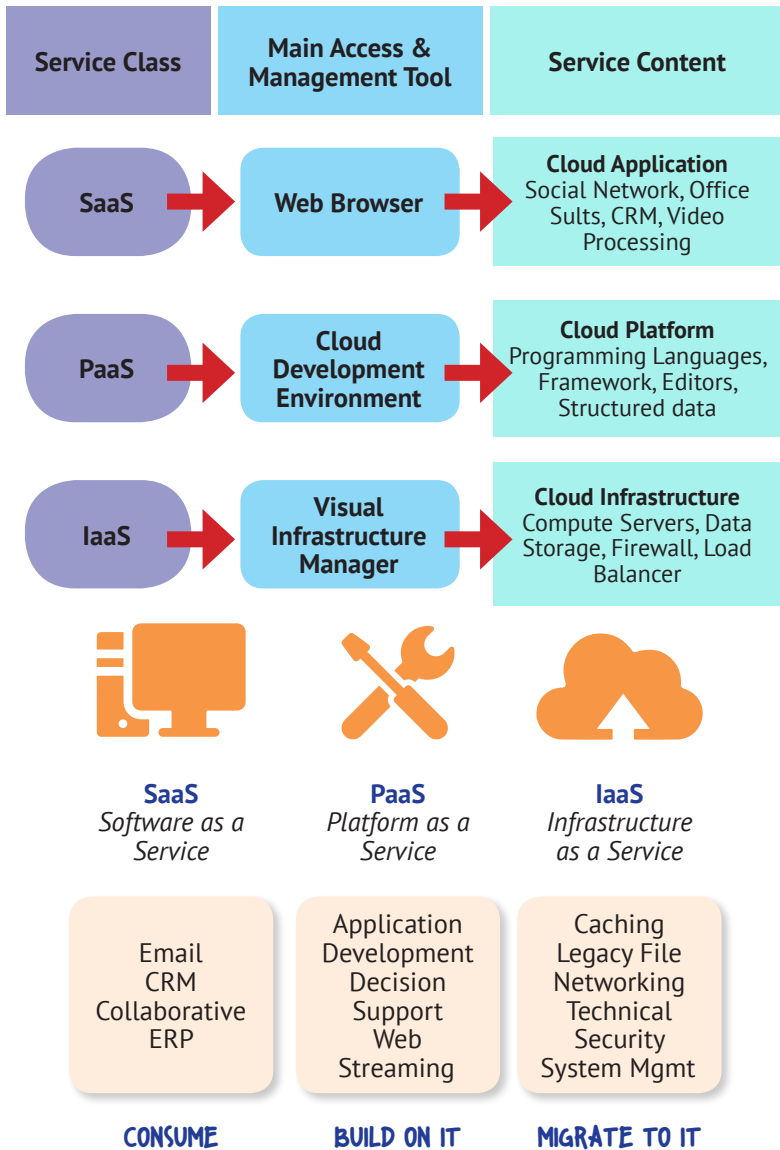 Service Class
Main Access &
Management Tool
Service Content
SaaS
Web Browser
Cloud Application
Social Network, Office
Sults, CRM, Video
Processing
PaaS
Cloud
Development
Environment
Cloud Platform
Programming Languages,
Framework, Editors,
Structured data
IaaS
Visual
Infrastructure
Manager
Cloud Infrastructure
Compute Servers, Data
Storage, Firewall, Load
Balancer
SaaS
Software as a
Service
PaaS
Platform as a
Service
IaaS
Infrastructure
as a Service
Email
CRM
Collaborative
ERP
Application
Development
Decision
Support
Web
Streaming
Caching
Legacy File
Networking
Technical
Security
System Mgmt
CONSUME
BUILD ON IT
MIGRATE TO IT